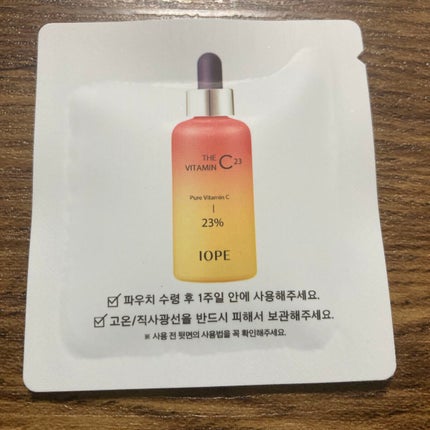 THE
VITAMIN C 23
Pure Vitamin C
23%
IOPE
☑ 파우치 수령 후 1주일 안에 사용해주세요.
☑ 고온/직사광선을 반드시 피해서 보관해주세요.
※ 사용 전 뒷면의 사용법을 꼭 확인해주세요.